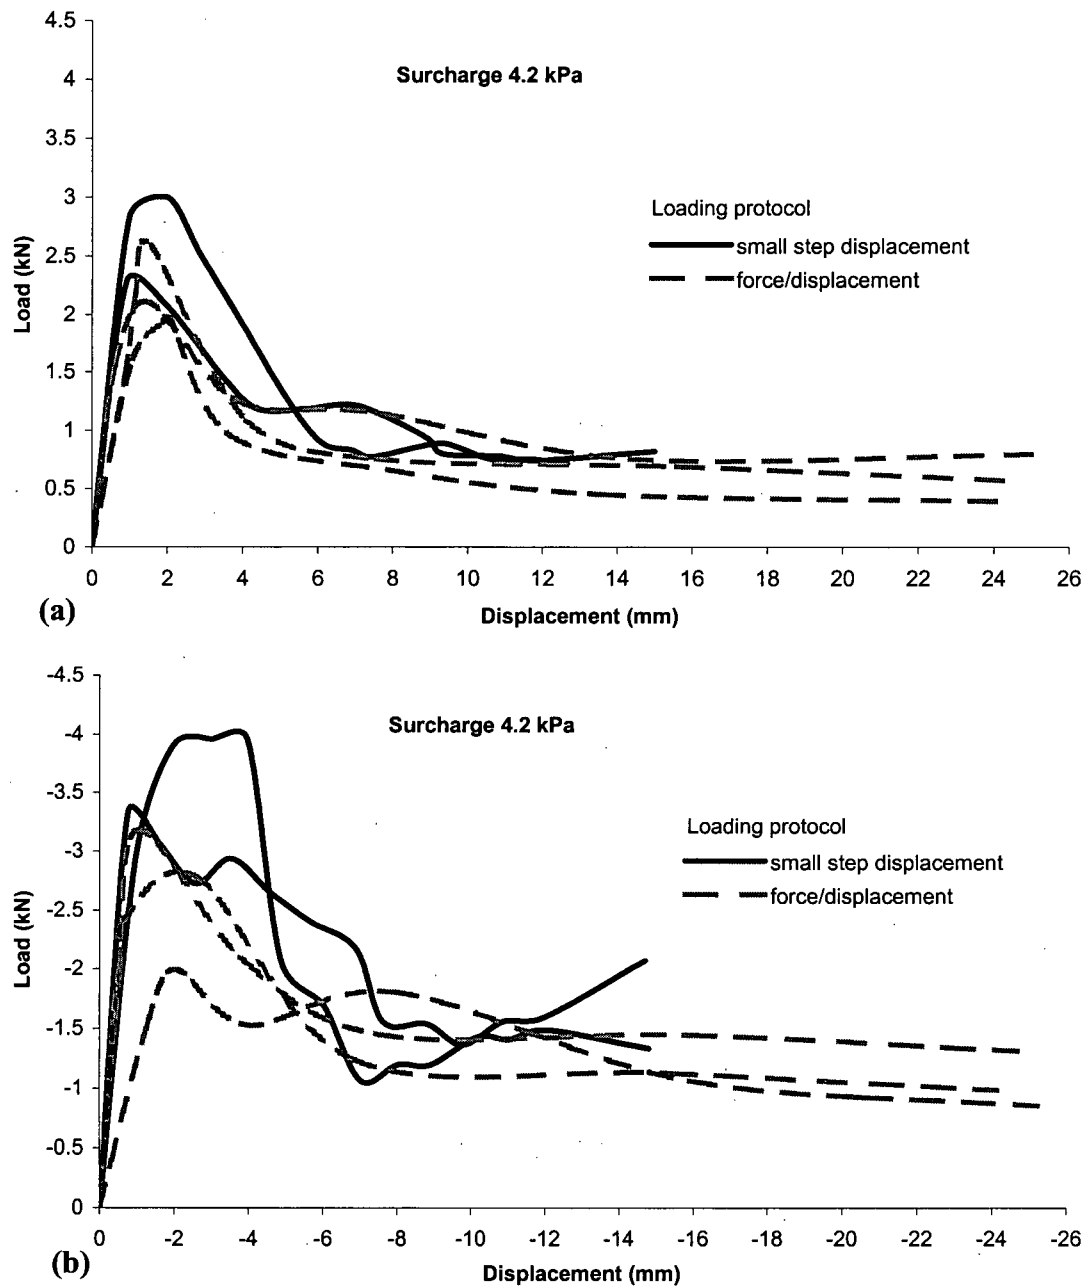 4.5
Surcharge 4.2 kPa
4
3.5
3
Loading protocol
small step displacement
force/displacement
2.5
2
1.5
1
0.5
0
Load (kN)
0 2 4 6 8 10 12 14 16 18 20 22 24 26
(a)
Displacement (mm)
-4.5
Surcharge 4.2 kPa
-4
-3.5
Loading protocol
small step displacement
force/displacement
-3
-2.5
-2
-1.5
-1
-0.5
0
Load (kN)
0 -2 -4 -6 -8 -10 -12 -14 -16 -18 -20 -22 -24 -26
(b)
Displacement (mm)